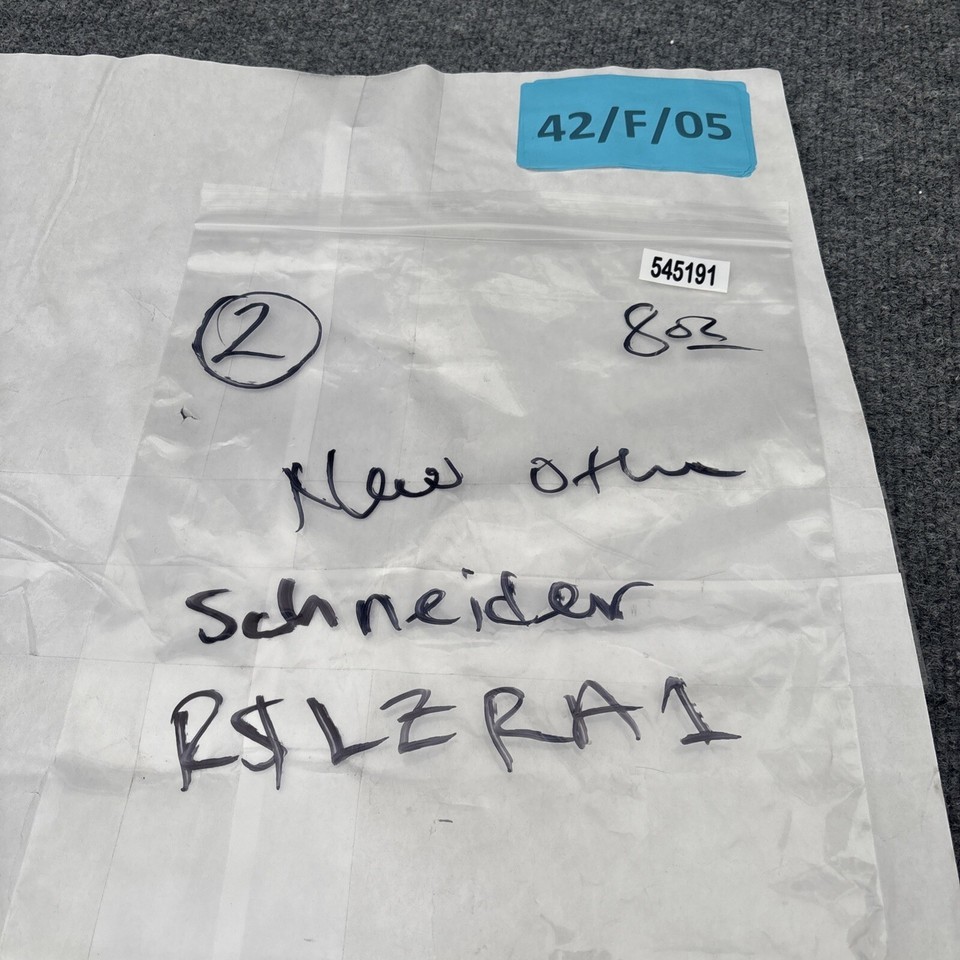 42/F/05
545191
2
8oz
New other
Schneider
RSLZRA1